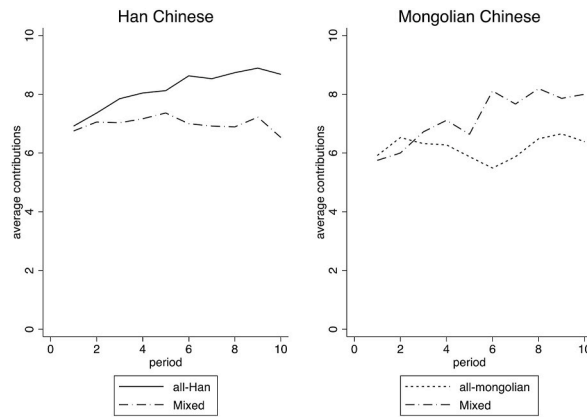 Han Chinese
average contributions
10
8
6
4
2
0
0 2 4 6 8 10
period
all-Han
Mixed
Mongolian Chinese
average contributions
10
8
6
4
2
0
0 2 4 6 8 10
period
all-mongolian
Mixed